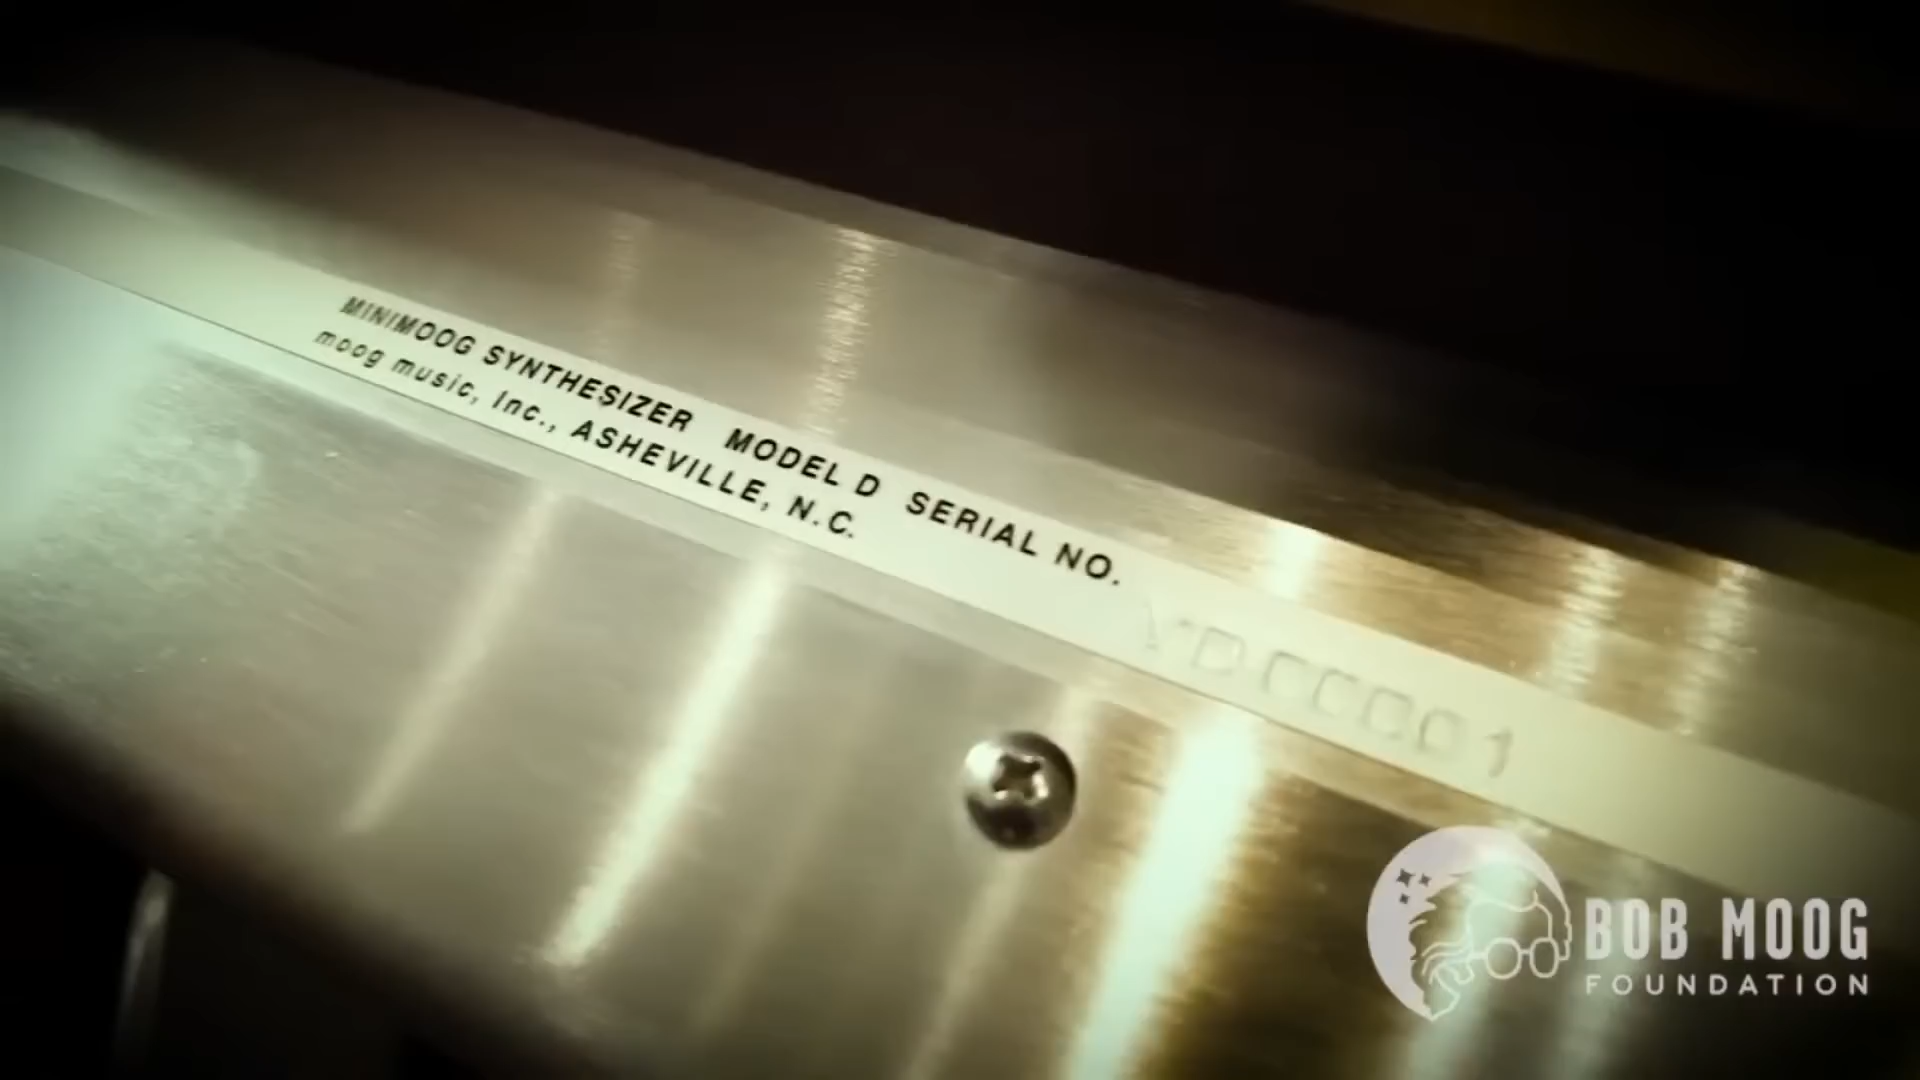 MINIMOOG SYNTHESIZER MODEL D SERIAL NO.
moog music, Inc., ASHEVILLE, N.C.
BOB MOOG
FOUNDATION